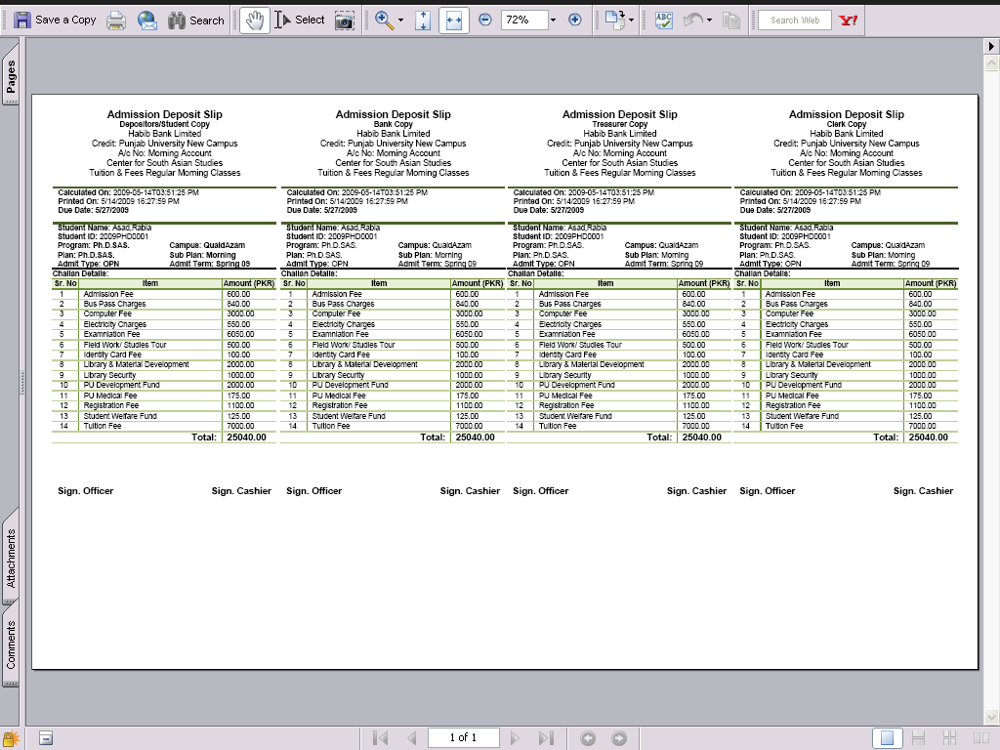 Save a Copy Search Select 72% Search Web Y!
Pages
Admission Deposit Slip
Depositors/Student Copy
Habib Bank Limited
Credit: Punjab University New Campus
A/c No: Morning Account
Center for South Asian Studies
Tuition & Fees Regular Morning Classes
Calculated On: 2009-05-14T03:51:25 PM
Printed On: 5/14/2009 16:27:59 PM
Due Date: 5/27/2009
Student Name: Asad,Rabia
Student ID: 2009PHD0001
Program: Ph.D.SAS. Campus: QuaidAzam
Plan: Ph.D.SAS. Sub Plan: Morning
Admit Type: OPN Admit Term: Spring 09
Challan Details:
Sr. No Item Amount (PKR)
1 Admission Fee 600.00
2 Bus Pass Charges 840.00
3 Computer Fee 3000.00
4 Electricity Charges 550.00
5 Examniation Fee 6050.00
6 Field Work/ Studies Tour 500.00
7 Identity Card Fee 100.00
8 Library & Material Development 2000.00
9 Library Security 1000.00
10 PU Development Fund 2000.00
11 PU Medical Fee 175.00
12 Registration Fee 1100.00
13 Student Welfare Fund 125.00
14 Tuition Fee 7000.00
Total: 25040.00
Sign. Officer Sign. Cashier
Admission Deposit Slip
Bank Copy
Habib Bank Limited
Credit: Punjab University New Campus
A/c No: Morning Account
Center for South Asian Studies
Tuition & Fees Regular Morning Classes
Calculated On: 2009-05-14T03:51:25 PM
Printed On: 5/14/2009 16:27:59 PM
Due Date: 5/27/2009
Student Name: Asad,Rabia
Student ID: 2009PHD0001
Program: Ph.D.SAS. Campus: QuaidAzam
Plan: Ph.D.SAS. Sub Plan: Morning
Admit Type: OPN Admit Term: Spring 09
Challan Details:
Sr. No Item Amount (PKR)
1 Admission Fee 600.00
2 Bus Pass Charges 840.00
3 Computer Fee 3000.00
4 Electricity Charges 550.00
5 Examniation Fee 6050.00
6 Field Work/ Studies Tour 500.00
7 Identity Card Fee 100.00
8 Library & Material Development 2000.00
9 Library Security 1000.00
10 PU Development Fund 2000.00
11 PU Medical Fee 175.00
12 Registration Fee 1100.00
13 Student Welfare Fund 125.00
14 Tuition Fee 7000.00
Total: 25040.00
Sign. Officer Sign. Cashier
Admission Deposit Slip
Treasurer Copy
Habib Bank Limited
Credit: Punjab University New Campus
A/c No: Morning Account
Center for South Asian Studies
Tuition & Fees Regular Morning Classes
Calculated On: 2009-05-14T03:51:25 PM
Printed On: 5/14/2009 16:27:59 PM
Due Date: 5/27/2009
Student Name: Asad,Rabia
Student ID: 2009PHD0001
Program: Ph.D.SAS. Campus: QuaidAzam
Plan: Ph.D.SAS. Sub Plan: Morning
Admit Type: OPN Admit Term: Spring 09
Challan Details:
Sr. No Item Amount (PKR)
1 Admission Fee 600.00
2 Bus Pass Charges 840.00
3 Computer Fee 3000.00
4 Electricity Charges 550.00
5 Examniation Fee 6050.00
6 Field Work/ Studies Tour 500.00
7 Identity Card Fee 100.00
8 Library & Material Development 2000.00
9 Library Security 1000.00
10 PU Development Fund 2000.00
11 PU Medical Fee 175.00
12 Registration Fee 1100.00
13 Student Welfare Fund 125.00
14 Tuition Fee 7000.00
Total: 25040.00
Sign. Officer Sign. Cashier
Admission Deposit Slip
Clerk Copy
Habib Bank Limited
Credit: Punjab University New Campus
A/c No: Morning Account
Center for South Asian Studies
Tuition & Fees Regular Morning Classes
Calculated On: 2009-05-14T03:51:25 PM
Printed On: 5/14/2009 16:27:59 PM
Due Date: 5/27/2009
Student Name: Asad,Rabia
Student ID: 2009PHD0001
Program: Ph.D.SAS. Campus: QuaidAzam
Plan: Ph.D.SAS. Sub Plan: Morning
Admit Type: OPN Admit Term: Spring 09
Challan Details:
Sr. No Item Amount (PKR)
1 Admission Fee 600.00
2 Bus Pass Charges 840.00
3 Computer Fee 3000.00
4 Electricity Charges 550.00
5 Examniation Fee 6050.00
6 Field Work/ Studies Tour 500.00
7 Identity Card Fee 100.00
8 Library & Material Development 2000.00
9 Library Security 1000.00
10 PU Development Fund 2000.00
11 PU Medical Fee 175.00
12 Registration Fee 1100.00
13 Student Welfare Fund 125.00
14 Tuition Fee 7000.00
Total: 25040.00
Sign. Officer Sign. Cashier
Attachments
Comments
1 of 1